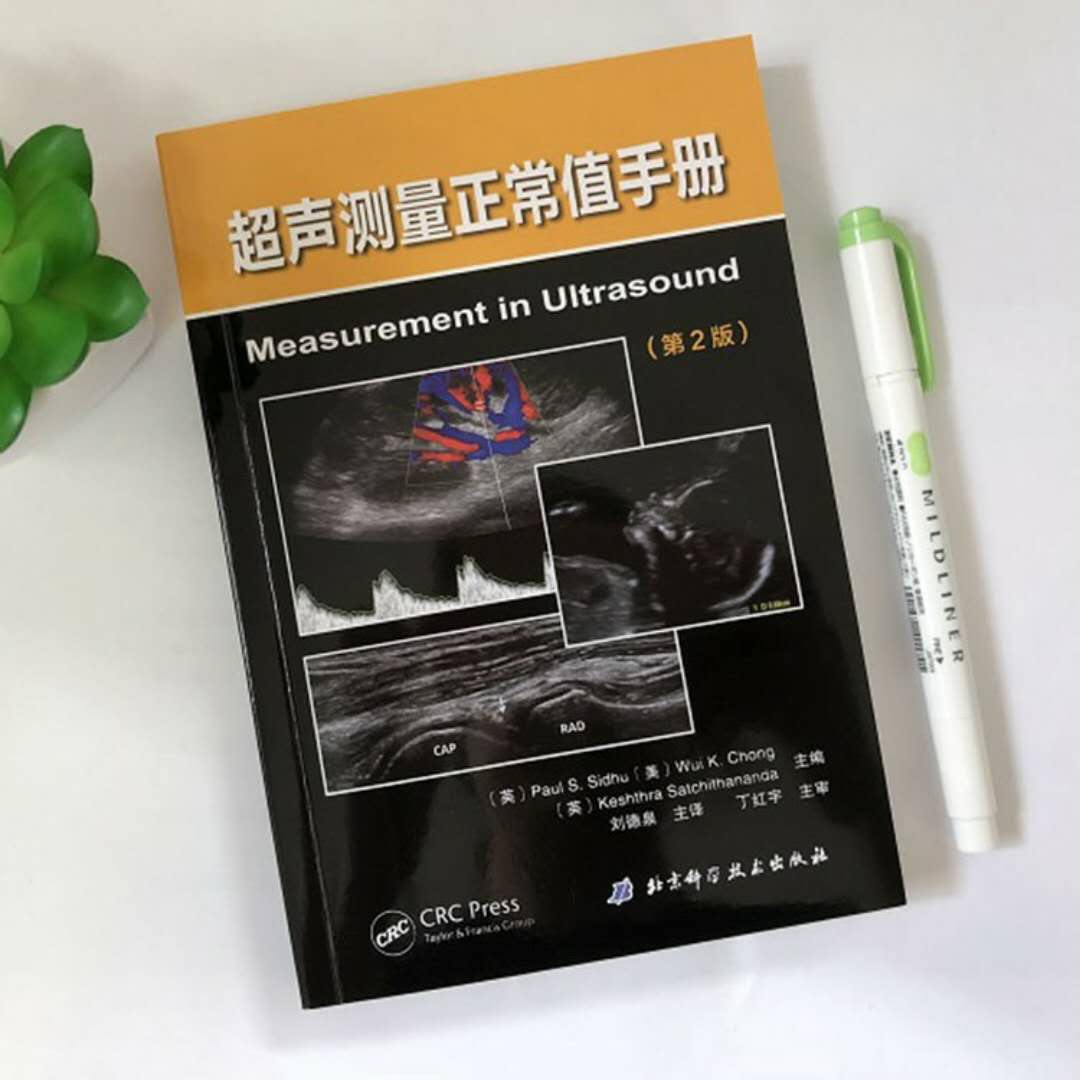 超声测量正常值手册
Measurement in Ultrasound
（第2版）
CAP
RAD
（英）Paul S. Sidhu（美）Wui K. Chong
（英）Keshthra Satchithananda 主编
刘德泉 主译 丁红宇 主审
北京科学技术出版社
CRC
CRC Press
Taylor & Francis Group
MILDLINER
ZEBRA